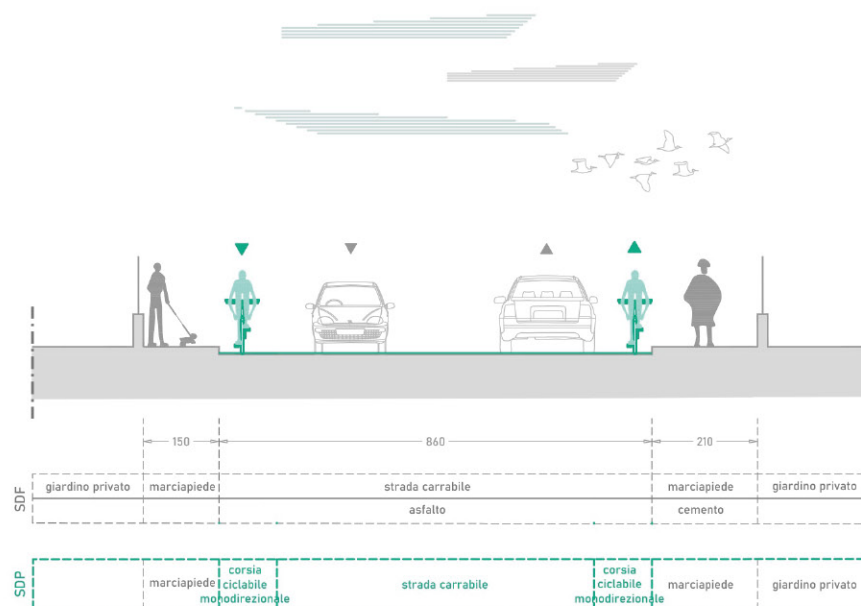 150
860
210
SDF
giardino privato
marciapiede
strada carrabile
marciapiede
giardino privato
asfalto
cemento
SDP
marciapiede
corsia
ciclabile
monodirezionale
strada carrabile
corsia
ciclabile
monodirezionale
marciapiede
giardino privato